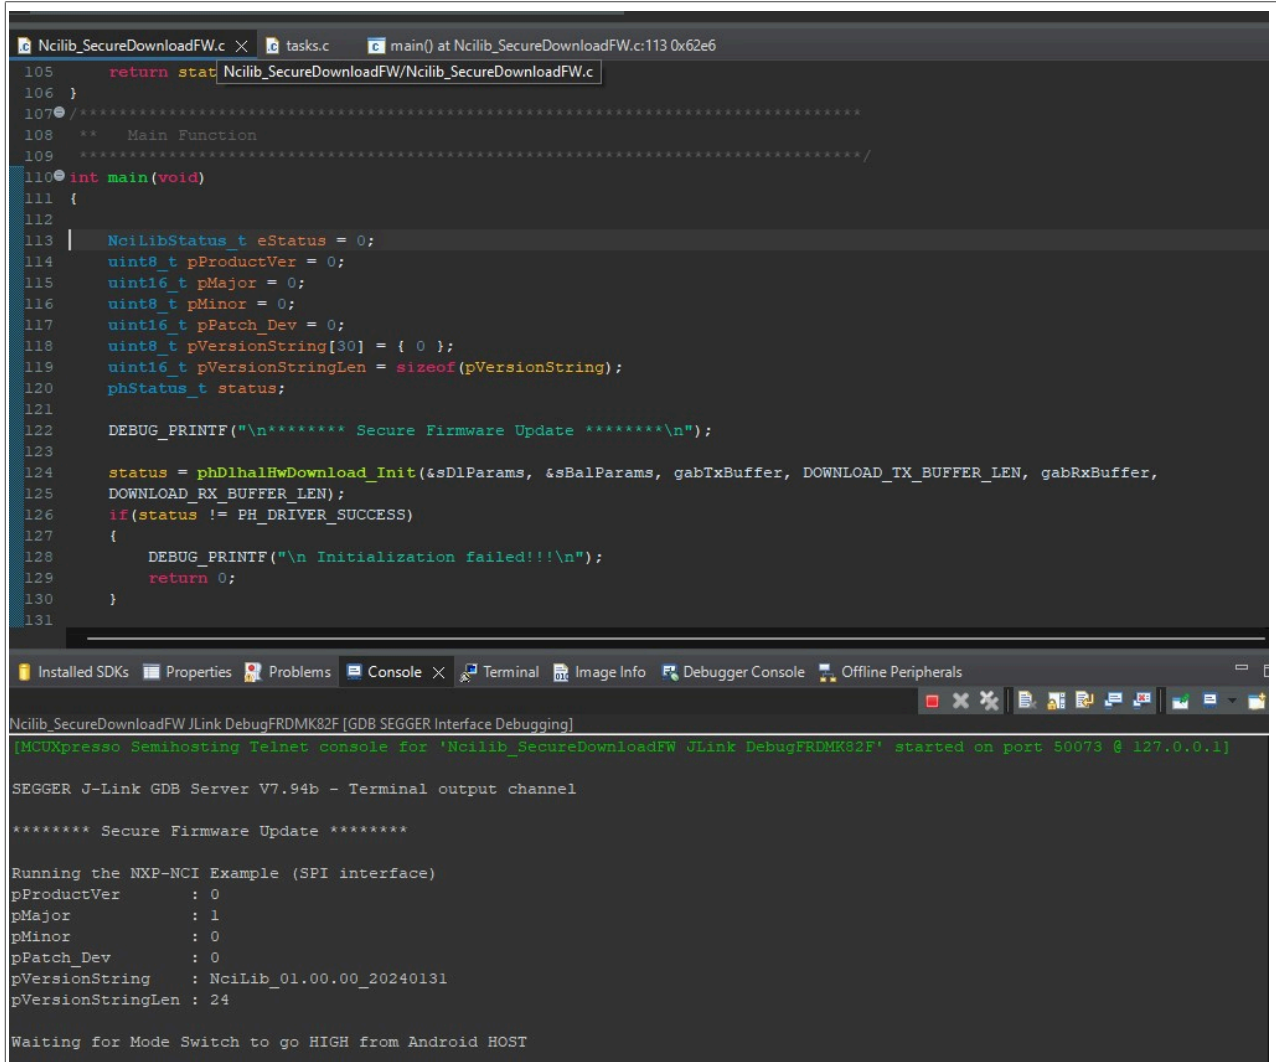 Ncilib_SecureDownloadFW.c tasks.c main() at Ncilib_SecureDownloadFW.c:113 0x62e6
105 return stat Ncilib_SecureDownloadFW/Ncilib_SecureDownloadFW.c
106 }
107 /******************************************************************************
108 ** Main Function
109 ******************************************************************************/
110 int main(void)
111 {
112
113 NciLibStatus_t eStatus = 0;
114 uint8_t pProductVer = 0;
115 uint16_t pMajor = 0;
116 uint8_t pMinor = 0;
117 uint16_t pPatch_Dev = 0;
118 uint8_t pVersionString[30] = { 0 };
119 uint16_t pVersionStringLen = sizeof(pVersionString);
120 phStatus_t status;
121
122 DEBUG_PRINTF("\n******** Secure Firmware Update ********\n");
123
124 status = phDlhalHwDownload_Init(&sDlParams, &sBalParams, gabTxBuffer, DOWNLOAD_TX_BUFFER_LEN, gabRxBuffer,
125 DOWNLOAD_RX_BUFFER_LEN);
126 if(status != PH_DRIVER_SUCCESS)
127 {
128 DEBUG_PRINTF("\n Initialization failed!!!\n");
129 return 0;
130 }
131
Installed SDKs Properties Problems Console Terminal Image Info Debugger Console Offline Peripherals
Ncilib_SecureDownloadFW JLink DebugFRDMK82F [GDB SEGGER Interface Debugging]
[MCUXpresso Semihosting Telnet console for 'Ncilib_SecureDownloadFW JLink DebugFRDMK82F' started on port 50073 @ 127.0.0.1]
SEGGER J-Link GDB Server V7.94b - Terminal output channel
******** Secure Firmware Update ********
Running the NXP-NCI Example (SPI interface)
pProductVer : 0
pMajor : 1
pMinor : 0
pPatch_Dev : 0
pVersionString : NciLib_01.00.00_20240131
pVersionStringLen : 24
Waiting for Mode Switch to go HIGH from Android HOST